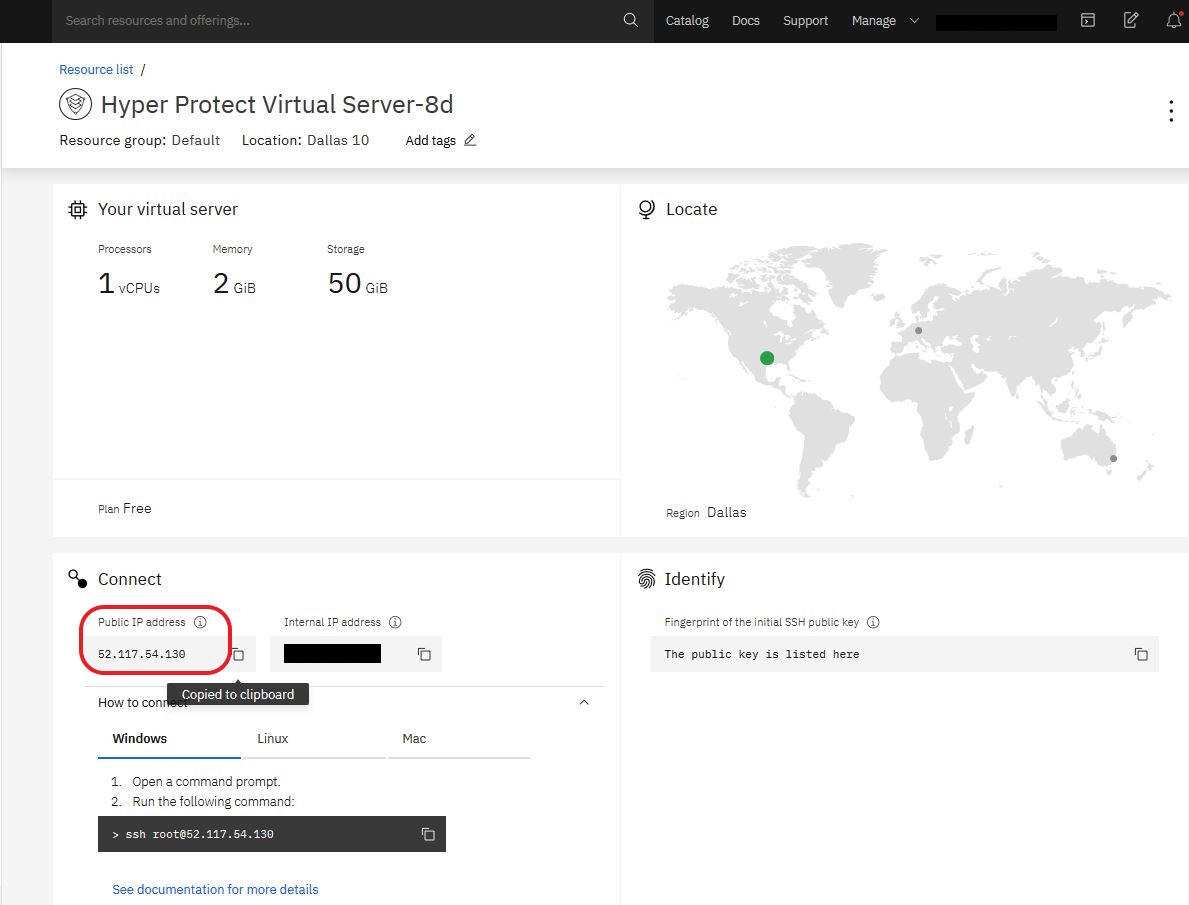 Search resources and offerings...
Catalog Docs Support Manage
Resource list /
Hyper Protect Virtual Server-8d
Resource group: Default Location: Dallas 10 Add tags
Your virtual server
Processors Memory Storage
1 vCPUs 2 GiB 50 GiB
Plan Free
Locate
Region Dallas
Connect
Public IP address Internal IP address
52.117.54.130
Copied to clipboard
How to connect
Windows Linux Mac
1. Open a command prompt.
2. Run the following command:
> ssh root@52.117.54.130
See documentation for more details
Identify
Fingerprint of the initial SSH public key
The public key is listed here